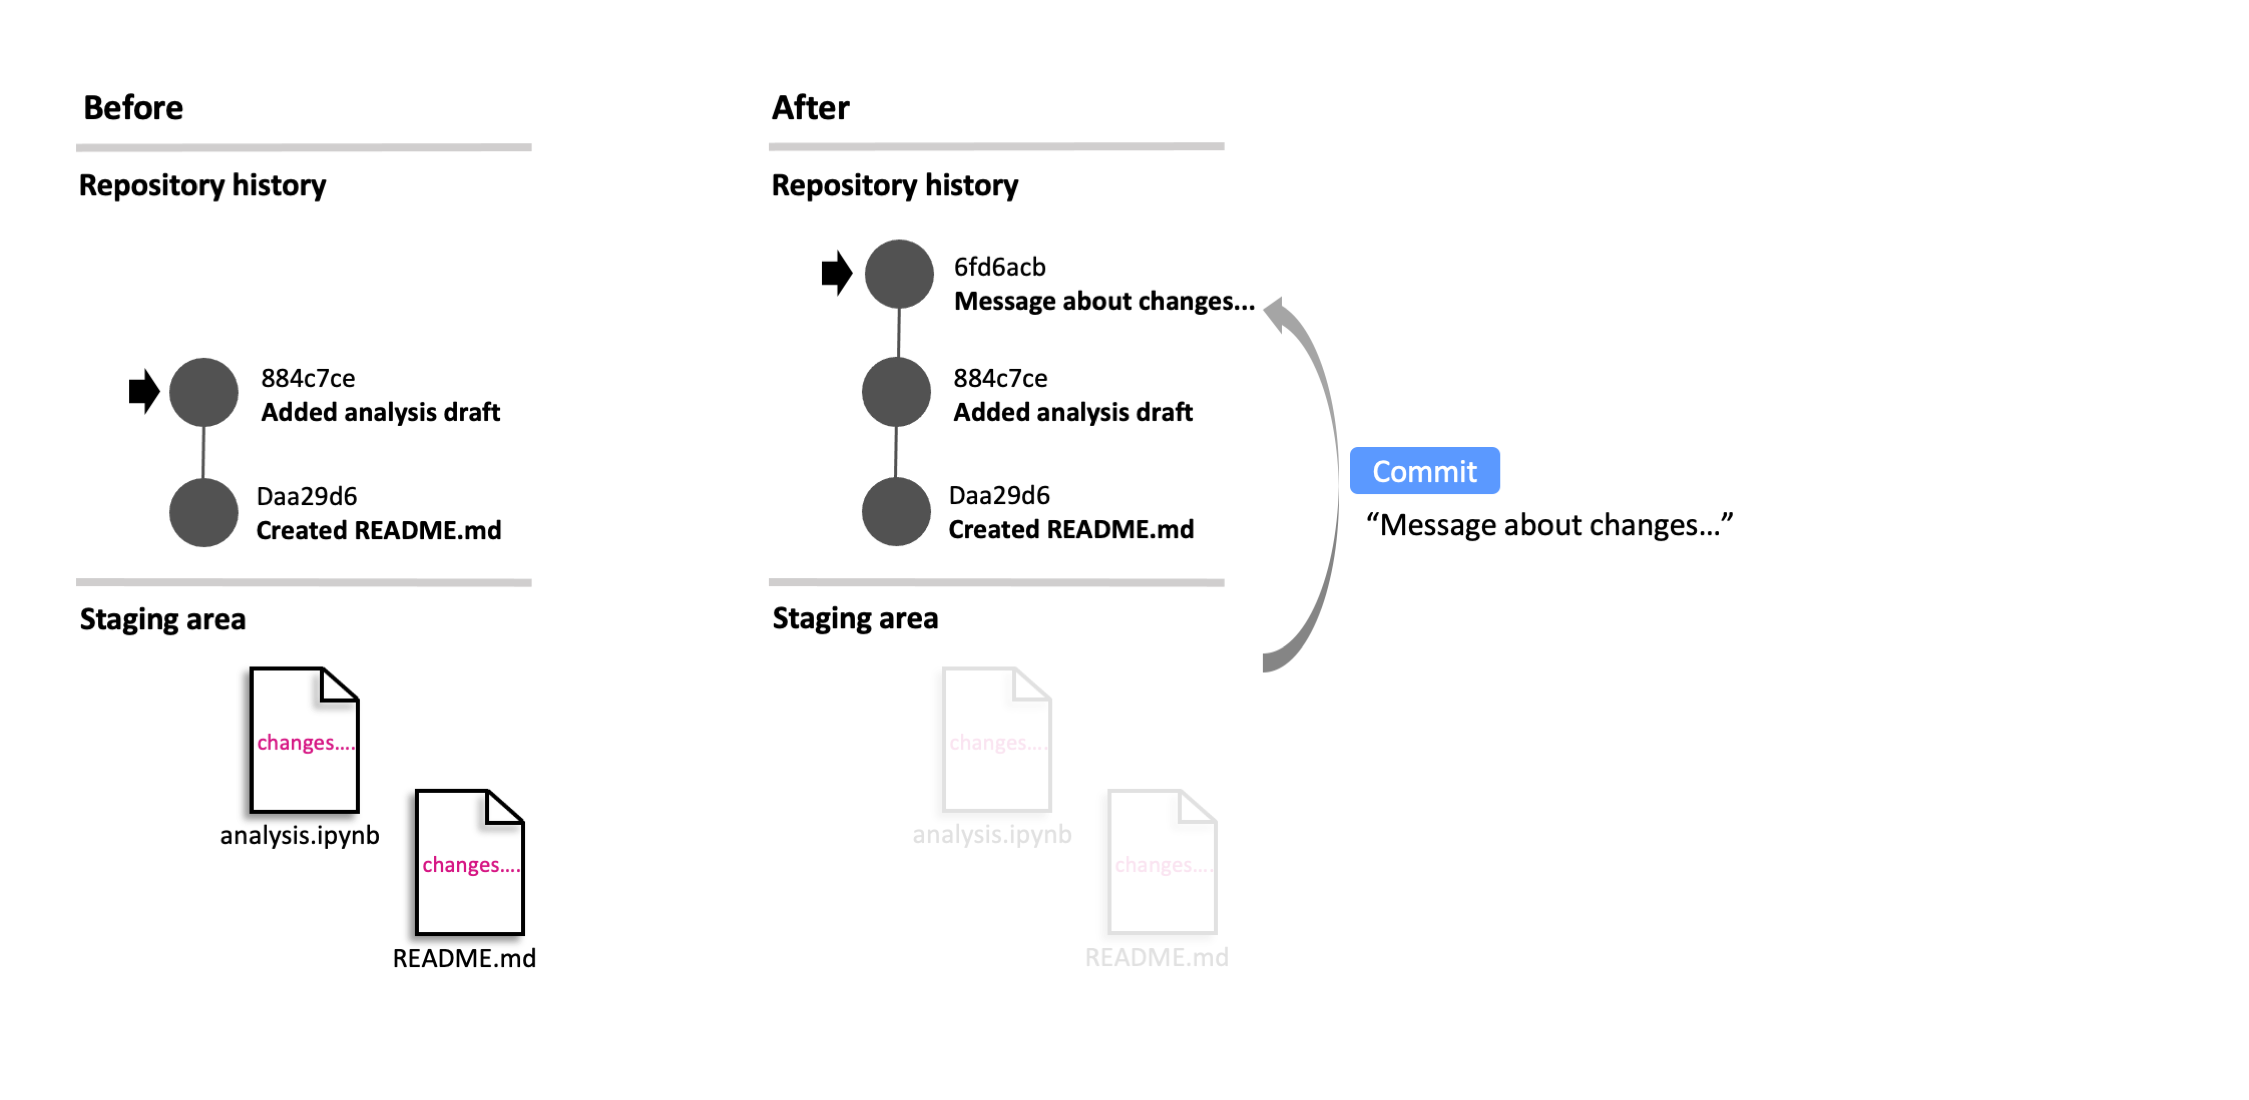 Before
Repository history
884c7ce
Added analysis draft
Daa29d6
Created README.md
Staging area
changes....
analysis.ipynb
changes....
README.md
After
Repository history
6fd6acb
Message about changes...
884c7ce
Added analysis draft
Daa29d6
Created README.md
Staging area
changes....
analysis.ipynb
changes....
README.md
Commit
“Message about changes...”